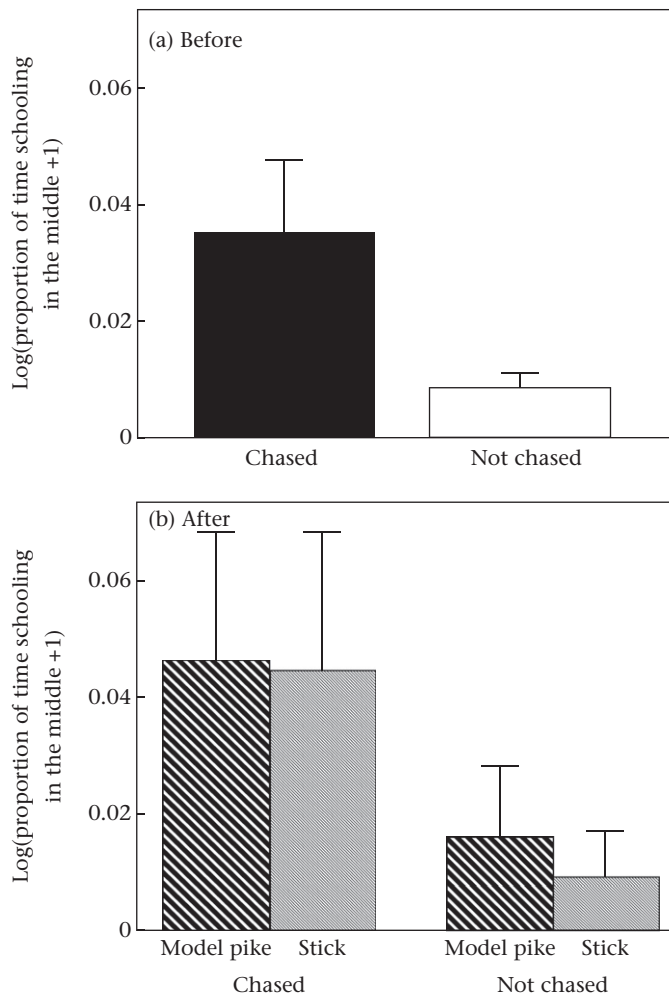 (a) Before
Log(proportion of time schooling
in the middle +1)
0.06
0.04
0.02
0
Chased
Not chased
(b) After
Log(proportion of time schooling
in the middle +1)
0.06
0.04
0.02
0
Model pike
Stick
Model pike
Stick
Chased
Not chased